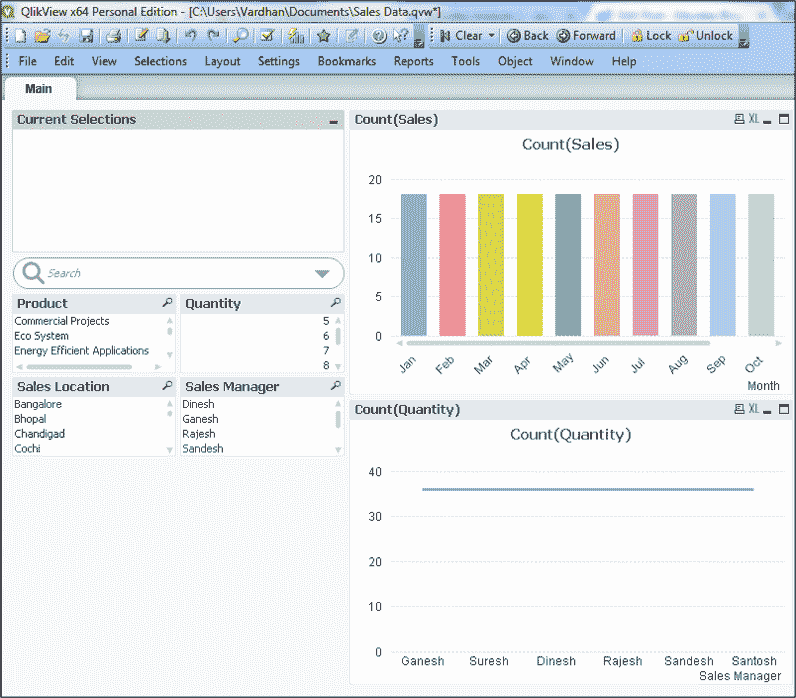 QlikView x64 Personal Edition - [C:\Users\Vardhan\Documents\Sales Data.qvw*]
Clear Back Forward Lock Unlock
File Edit View Selections Layout Settings Bookmarks Reports Tools Object Window Help
Main
Current Selections
Search
Product
Commercial Projects
Eco System
Energy Efficient Applications
Quantity
5
6
7
8
Sales Location
Bangalore
Bhopal
Chandigad
Cochi
Sales Manager
Dinesh
Ganesh
Rajesh
Sandesh
Count(Sales) XL
Count(Sales)
20
15
10
5
0
Jan Feb Mar Apr May Jun Jul Aug Sep Oct
Month
Count(Quantity) XL
Count(Quantity)
40
30
20
10
0
Ganesh Suresh Dinesh Rajesh Sandesh Santosh
Sales Manager